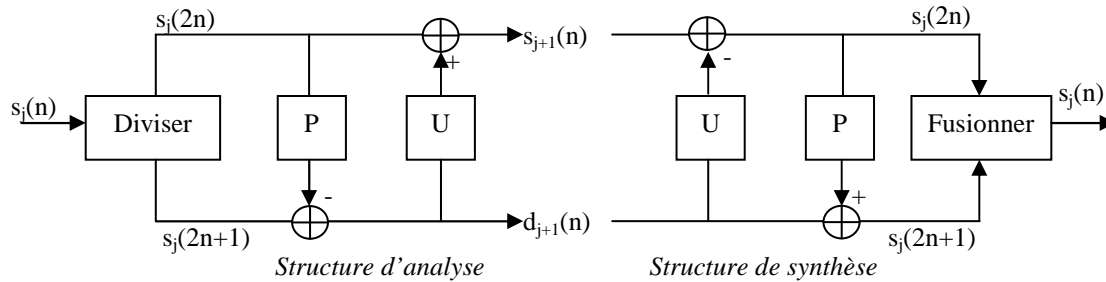 s_j(2n)
s_j(n)
Diviser
P
U
+
-
s_j(2n+1)
s_{j+1}(n)
d_{j+1}(n)
Structure d'analyse
s_j(2n)
-
U
P
+
Fusionner
s_j(n)
s_j(2n+1)
Structure de synthèse